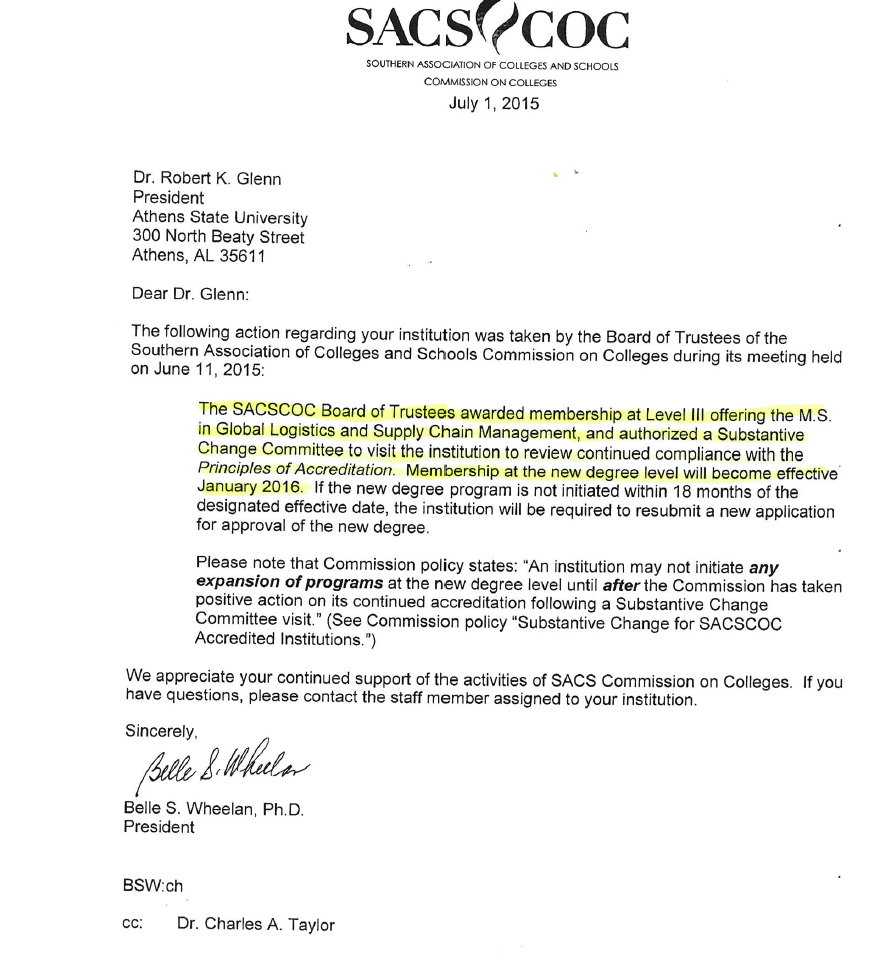 SACS COC
SOUTHERN ASSOCIATION OF COLLEGES AND SCHOOLS
COMMISSION ON COLLEGES
July 1, 2015
Dr. Robert K. Glenn
President
Athens State University
300 North Beaty Street
Athens, AL 35611
Dear Dr. Glenn:
The following action regarding your institution was taken by the Board of Trustees of the
Southern Association of Colleges and Schools Commission on Colleges during its meeting held
on June 11, 2015:
The SACSCOC Board of Trustees awarded membership at Level III offering the M.S.
in Global Logistics and Supply Chain Management, and authorized a Substantive
Change Committee to visit the institution to review continued compliance with the
Principles of Accreditation. Membership at the new degree level will become effective
January 2016. If the new degree program is not initiated within 18 months of the
designated effective date, the institution will be required to resubmit a new application
for approval of the new degree.
Please note that Commission policy states: “An institution may not initiate any
expansion of programs at the new degree level until after the Commission has taken
positive action on its continued accreditation following a Substantive Change
Committee visit.” (See Commission policy “Substantive Change for SACSCOC
Accredited Institutions.”)
We appreciate your continued support of the activities of SACS Commission on Colleges. If you
have questions, please contact the staff member assigned to your institution.
Sincerely,
Belle S. Wheelan
Belle S. Wheelan, Ph.D.
President
BSW:ch
cc: Dr. Charles A. Taylor